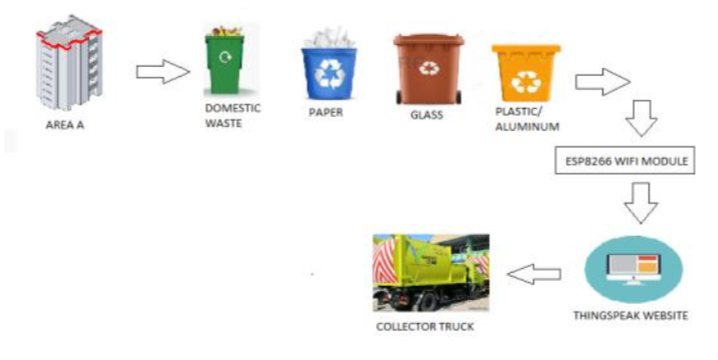 AREA A
DOMESTIC
WASTE
PAPER
GLASS
PLASTIC/
ALUMINUM
ESP8266 WIFI MODULE
THINGSPEAK WEBSITE
COLLECTOR TRUCK